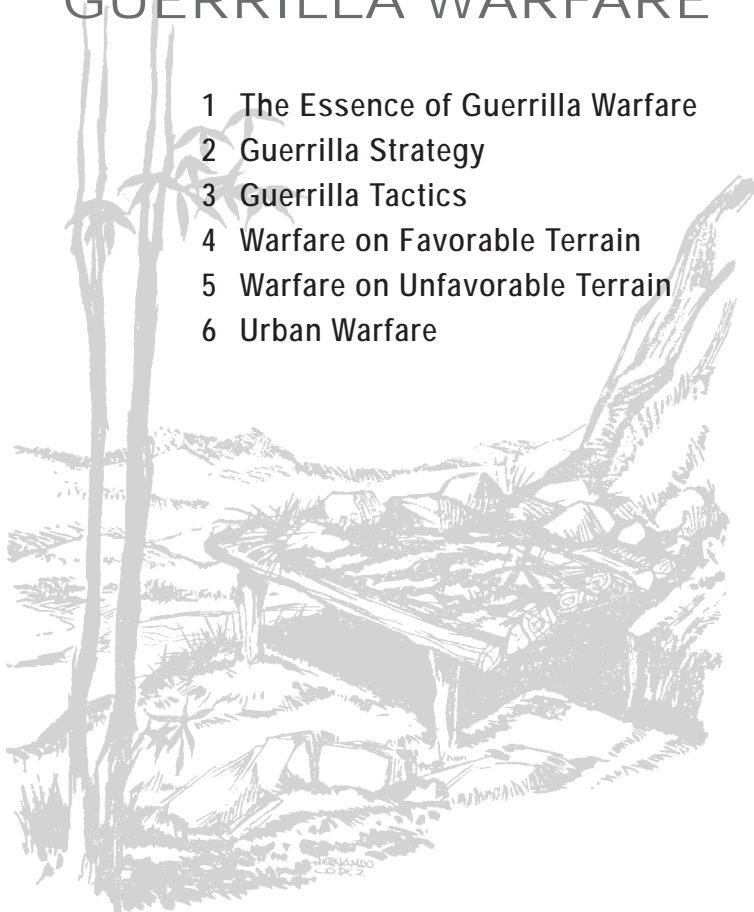 GUERRILLA WARFARE
1 The Essence of Guerrilla Warfare
2 Guerrilla Strategy
3 Guerrilla Tactics
4 Warfare on Favorable Terrain
5 Warfare on Unfavorable Terrain
6 Urban Warfare